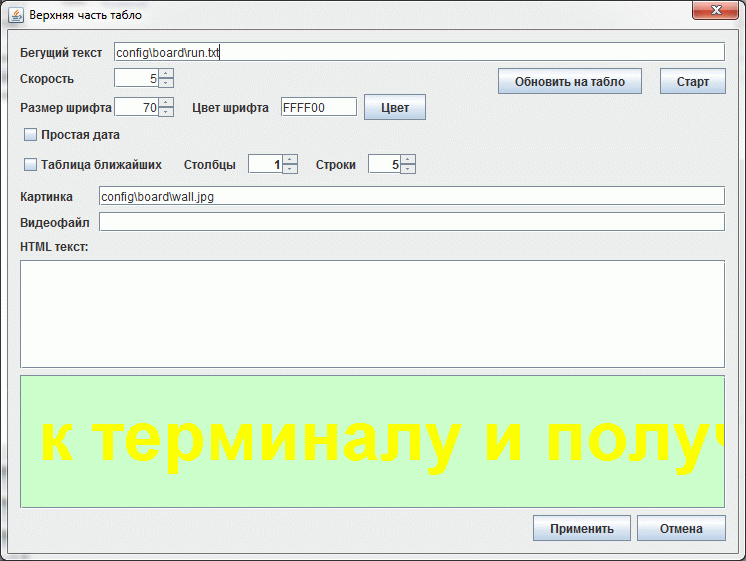 Верхняя часть табло
Бегущий текст config\board\run.txt
Скорость 5 Обновить на табло Старт
Размер шрифта 70 Цвет шрифта FFFF00 Цвет
Простая дата
Таблица ближайших Столбцы 1 Строки 5
Картинка config\board\wall.jpg
Видеофайл
HTML текст:
к терминалу и получ
Применить Отмена